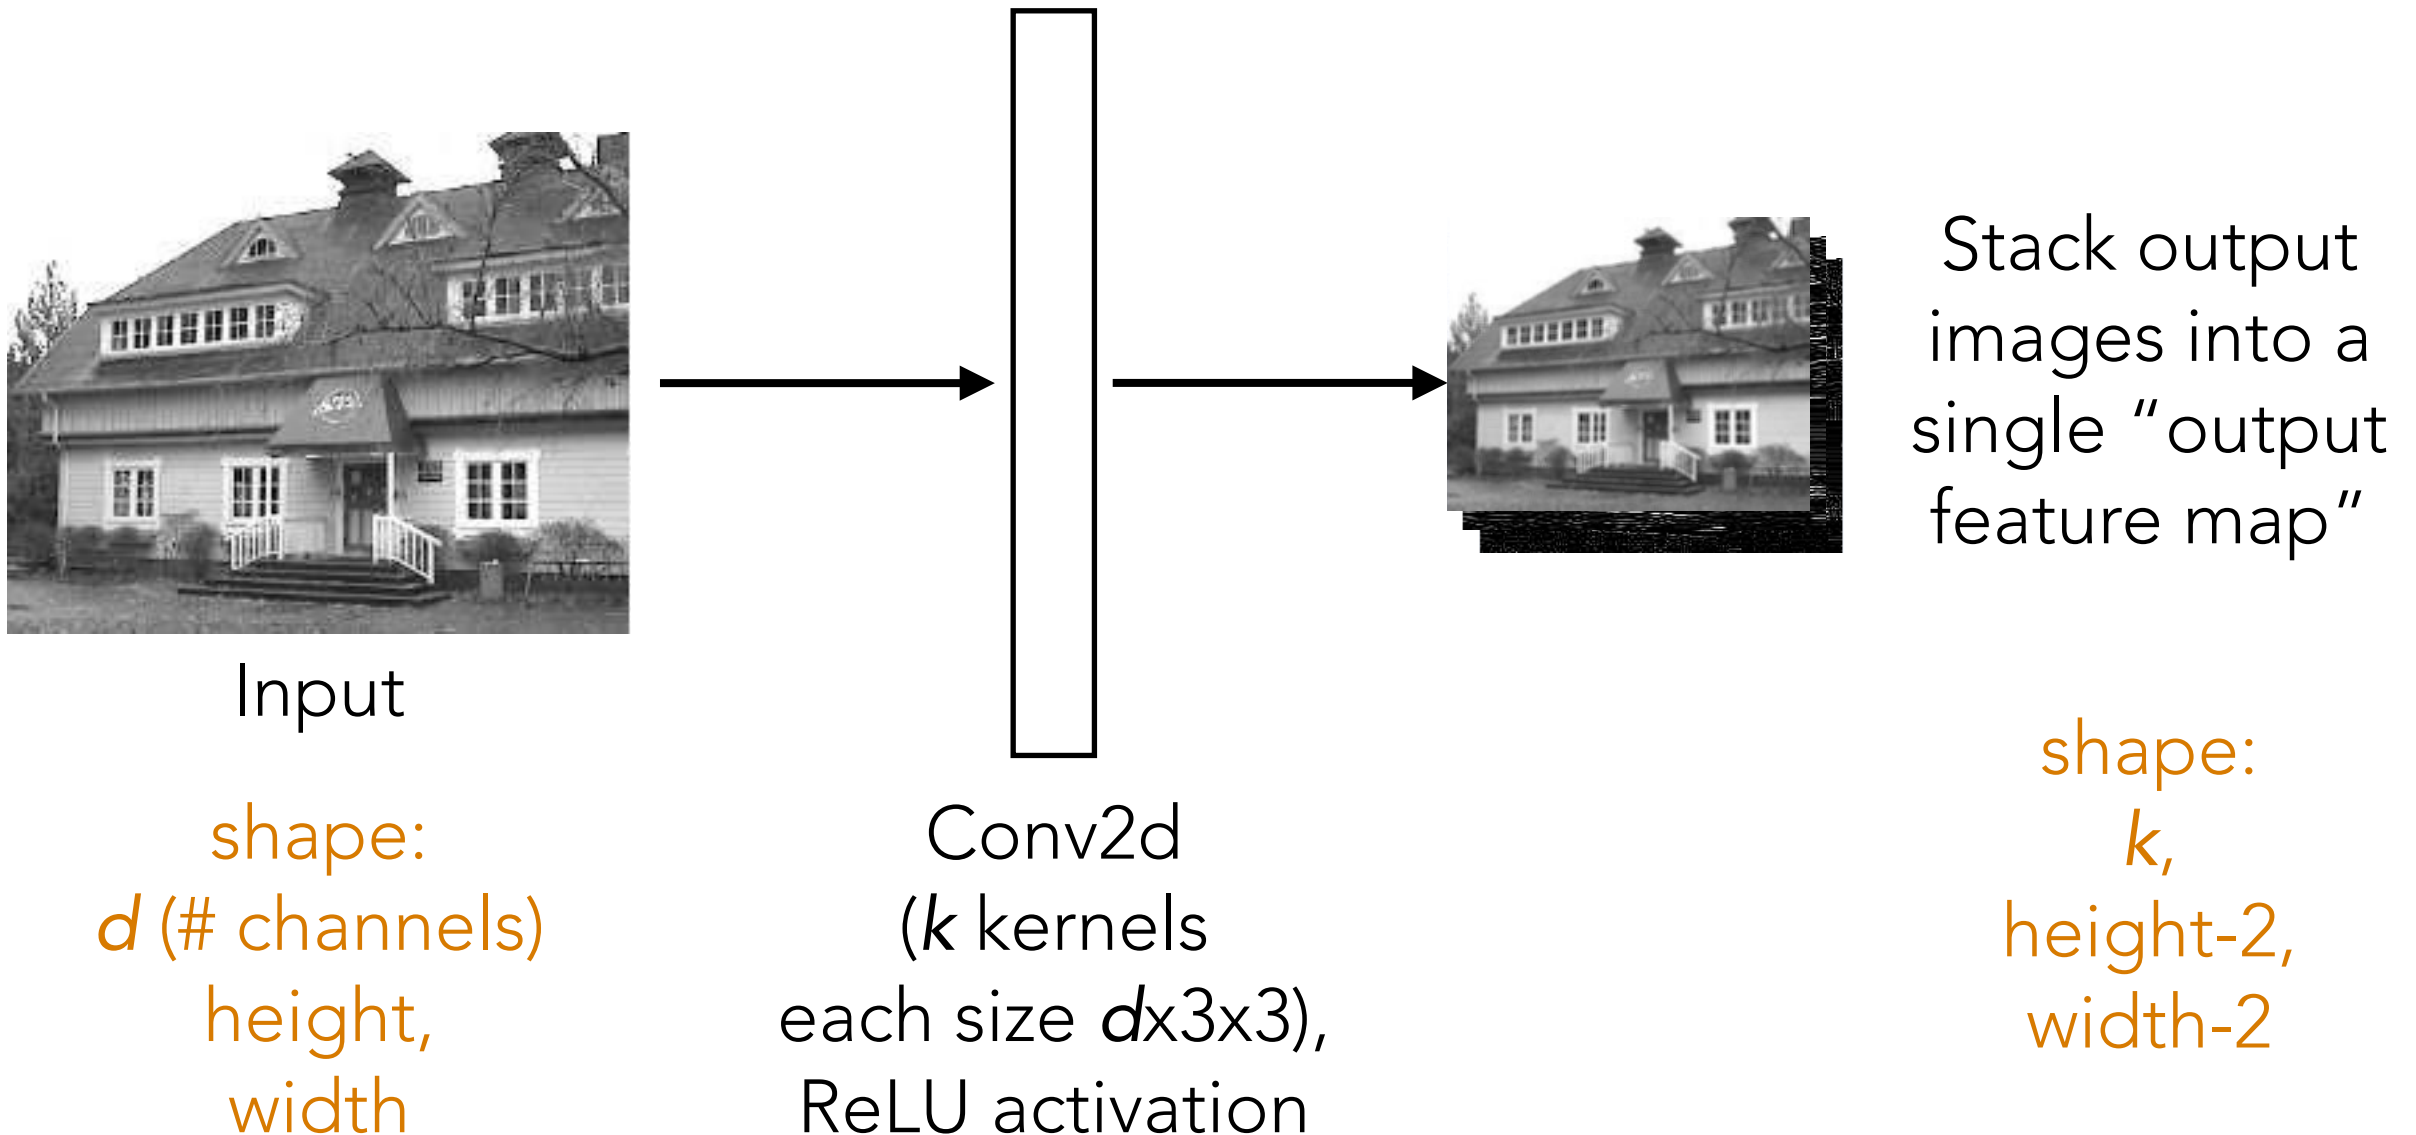 Input
shape:
d (# channels)
height,
width
Conv2d
(k kernels
each size dx3x3),
ReLU activation
Stack output
images into a
single “output
feature map”
shape:
k,
height-2,
width-2